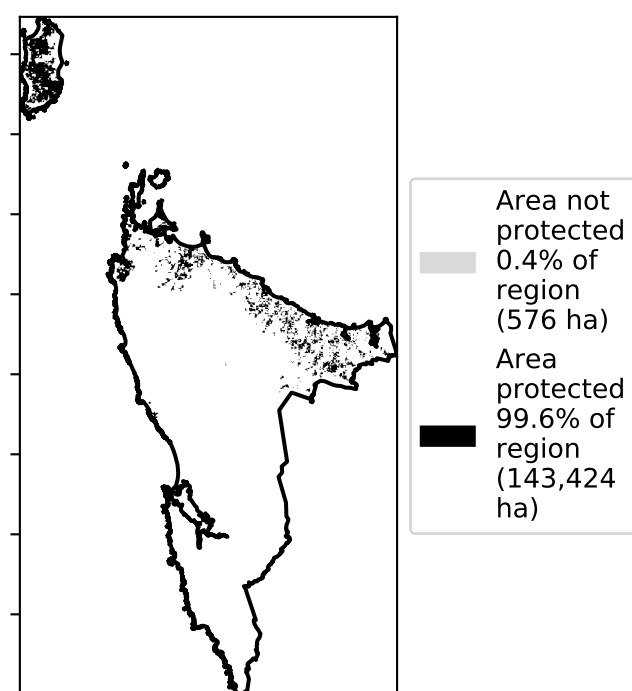 Area not
protected
0.4% of
region
(576 ha)
Area
protected
99.6% of
region
(143,424
ha)